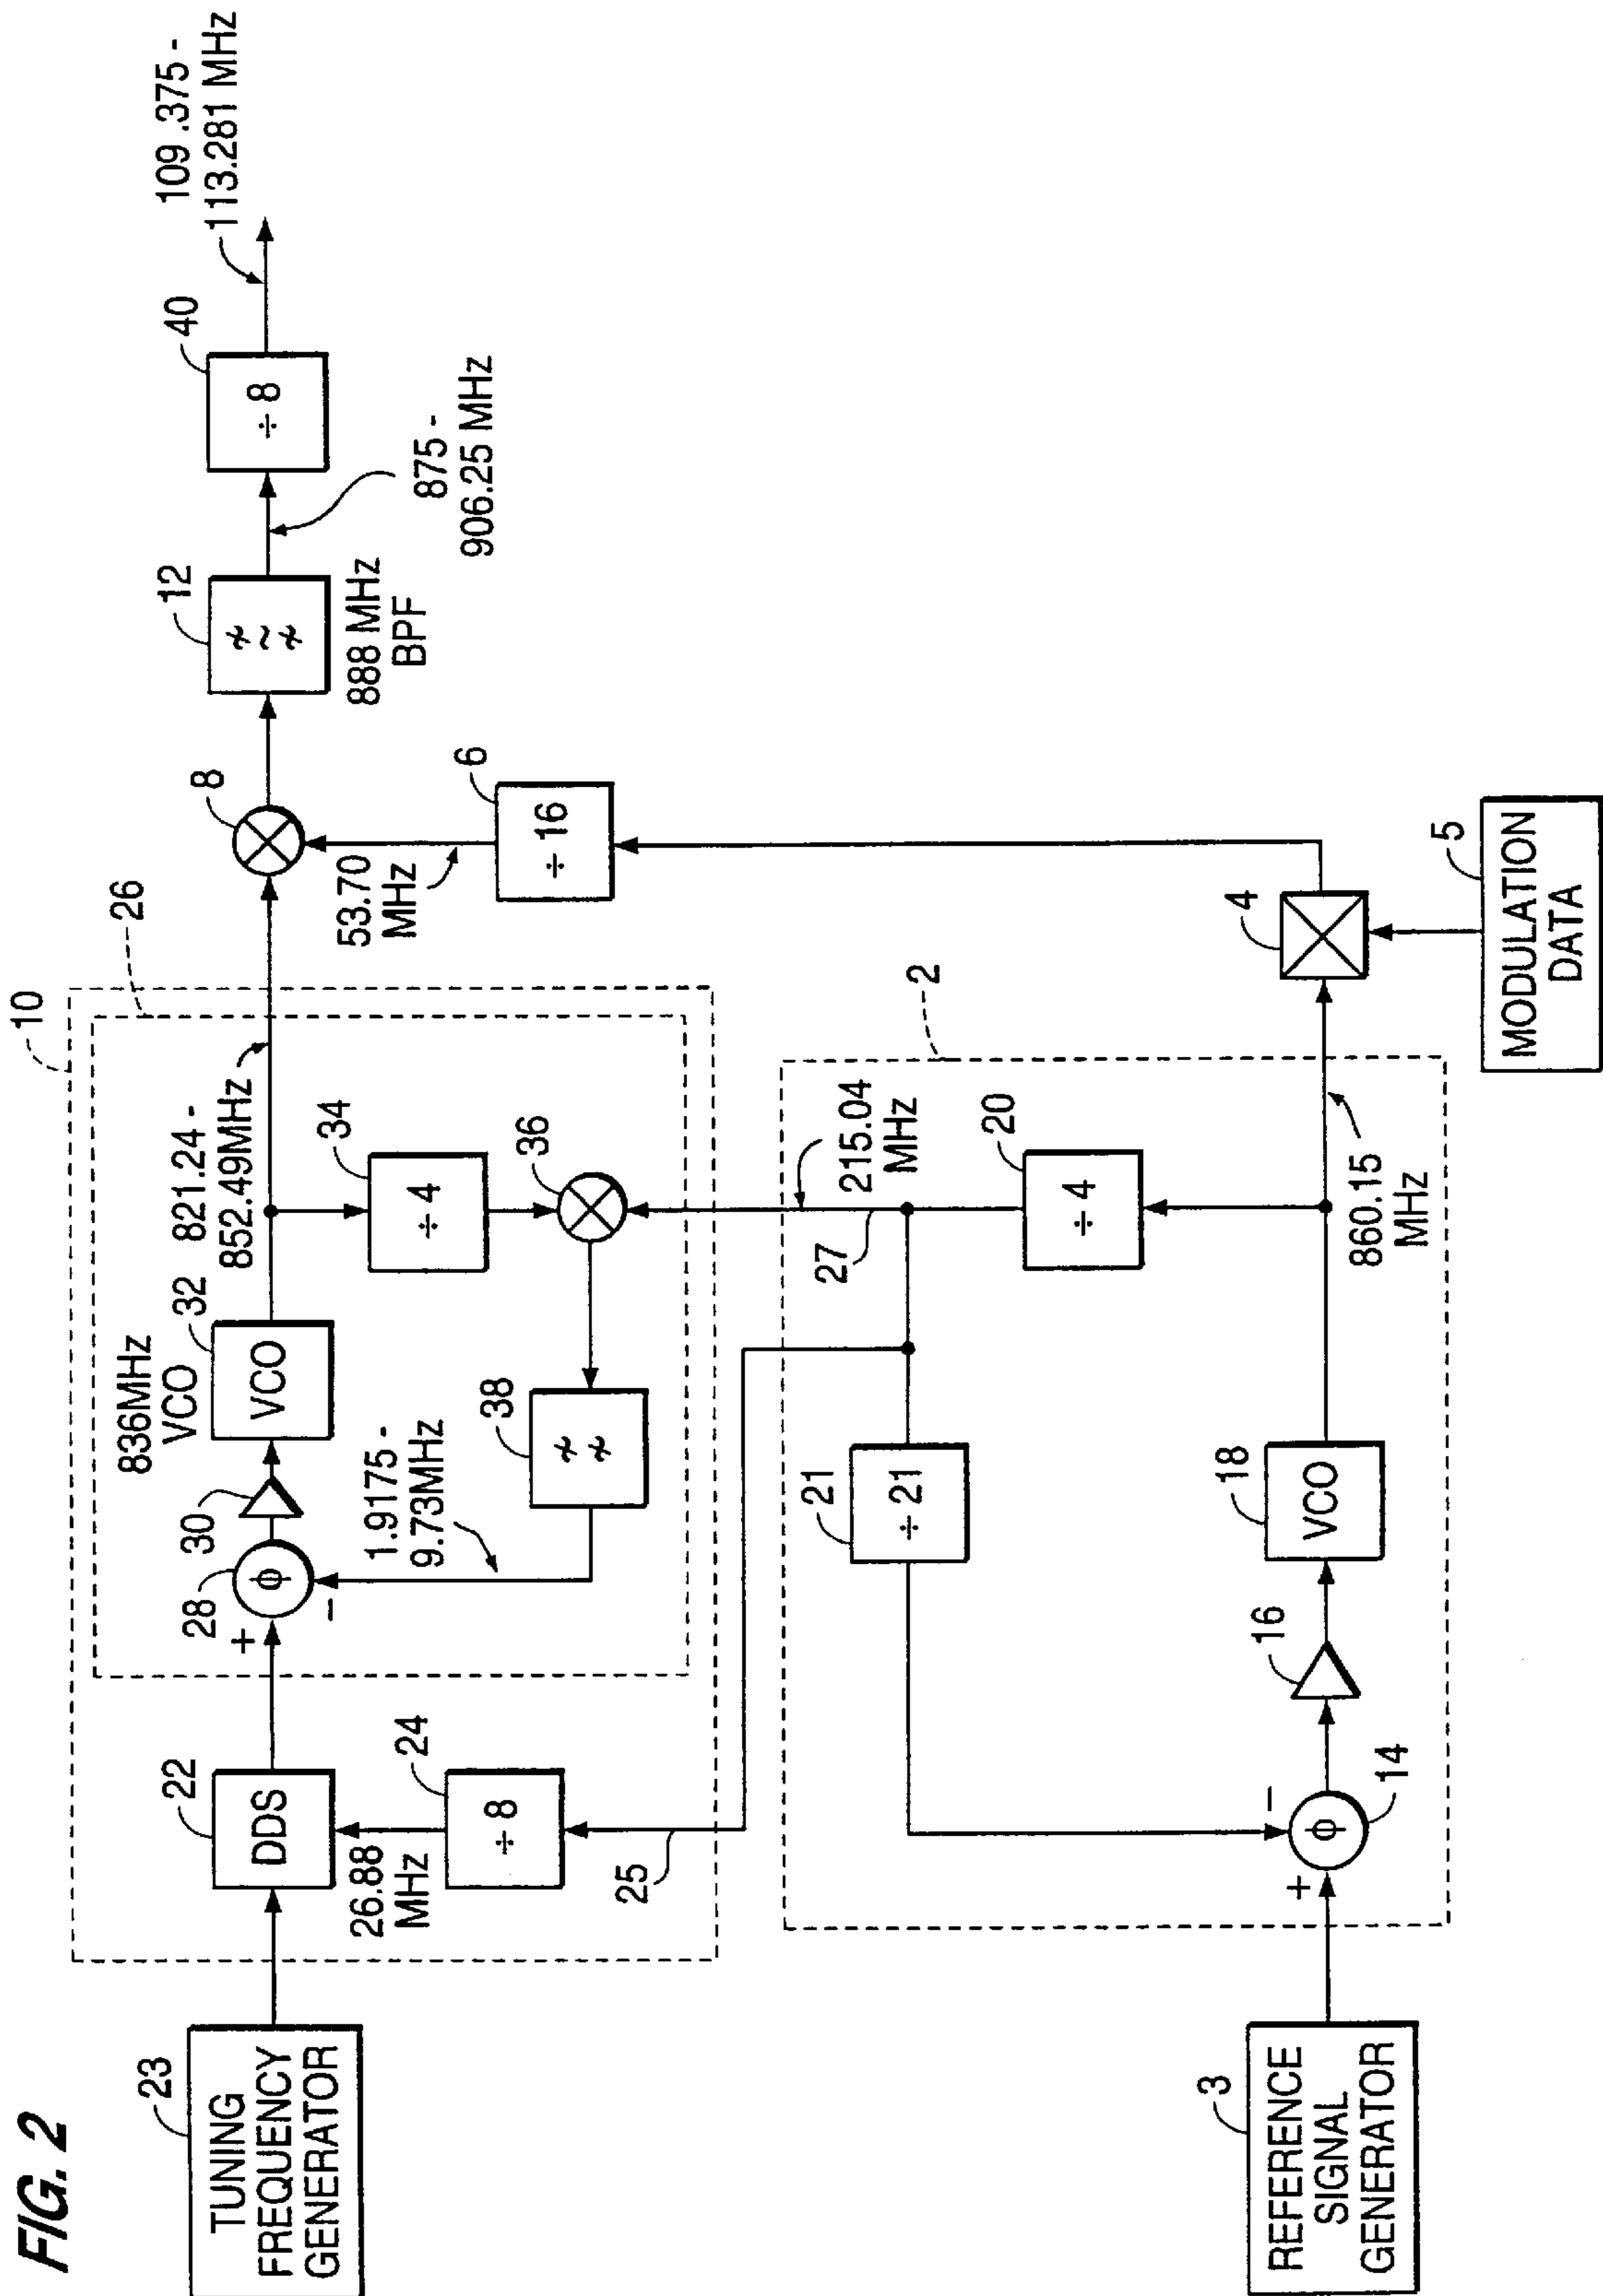 FIG. 2
23
TUNING
FREQUENCY
GENERATOR
10
26
22
DDS
26.88
MHz
24
÷ 8
25
28
+
-
ϕ
30
836MHz
VCO
32
VCO
821.24 -
852.49MHz
34
÷ 4
36
38
1.9175 -
9.73MHz
8
53.70
MHz
6
÷ 16
12
888 MHz
BPF
875 -
906.25 MHz
40
÷ 8
109 .375 -
113.281 MHz
3
REFERENCE
SIGNAL
GENERATOR
2
14
+
-
ϕ
16
18
VCO
21
÷ 21
20
÷ 4
27
215.04
MHz
860.15
MHz
4
5
MODULATION
DATA